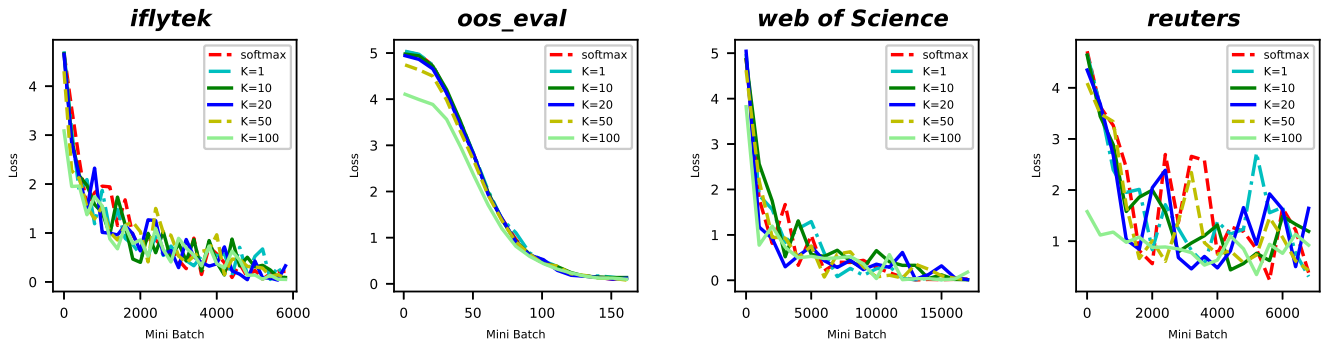 iflytek
Loss
4
3
2
1
0
0
2000
4000
6000
Mini Batch
softmax
K=1
K=10
K=20
K=50
K=100
oos_eval
Loss
5
4
3
2
1
0
0
50
100
150
Mini Batch
softmax
K=1
K=10
K=20
K=50
K=100
web of Science
Loss
5
4
3
2
1
0
0
5000
10000
15000
Mini Batch
softmax
K=1
K=10
K=20
K=50
K=100
reuters
Loss
4
3
2
1
0
2000
4000
6000
Mini Batch
softmax
K=1
K=10
K=20
K=50
K=100